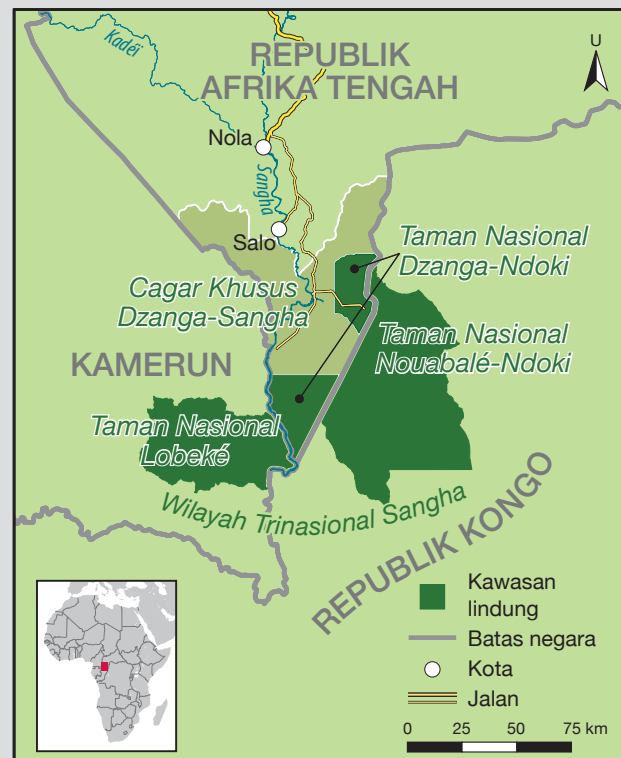 Kadéï
REPUBLIK
AFRIKA TENGAH
U
Nola
Sangha
Salo
Taman Nasional
Dzanga-Ndoki
Cagar Khusus
Dzanga-Sangha
Taman Nasional
Nouabalé-Ndoki
KAMERUN
Taman Nasional
Lobeké
Wilayah Trinasional Sangha
REPUBLIK KONGO
Kawasan
lindung
Batas negara
Kota
Jalan
0 25 50 75 km